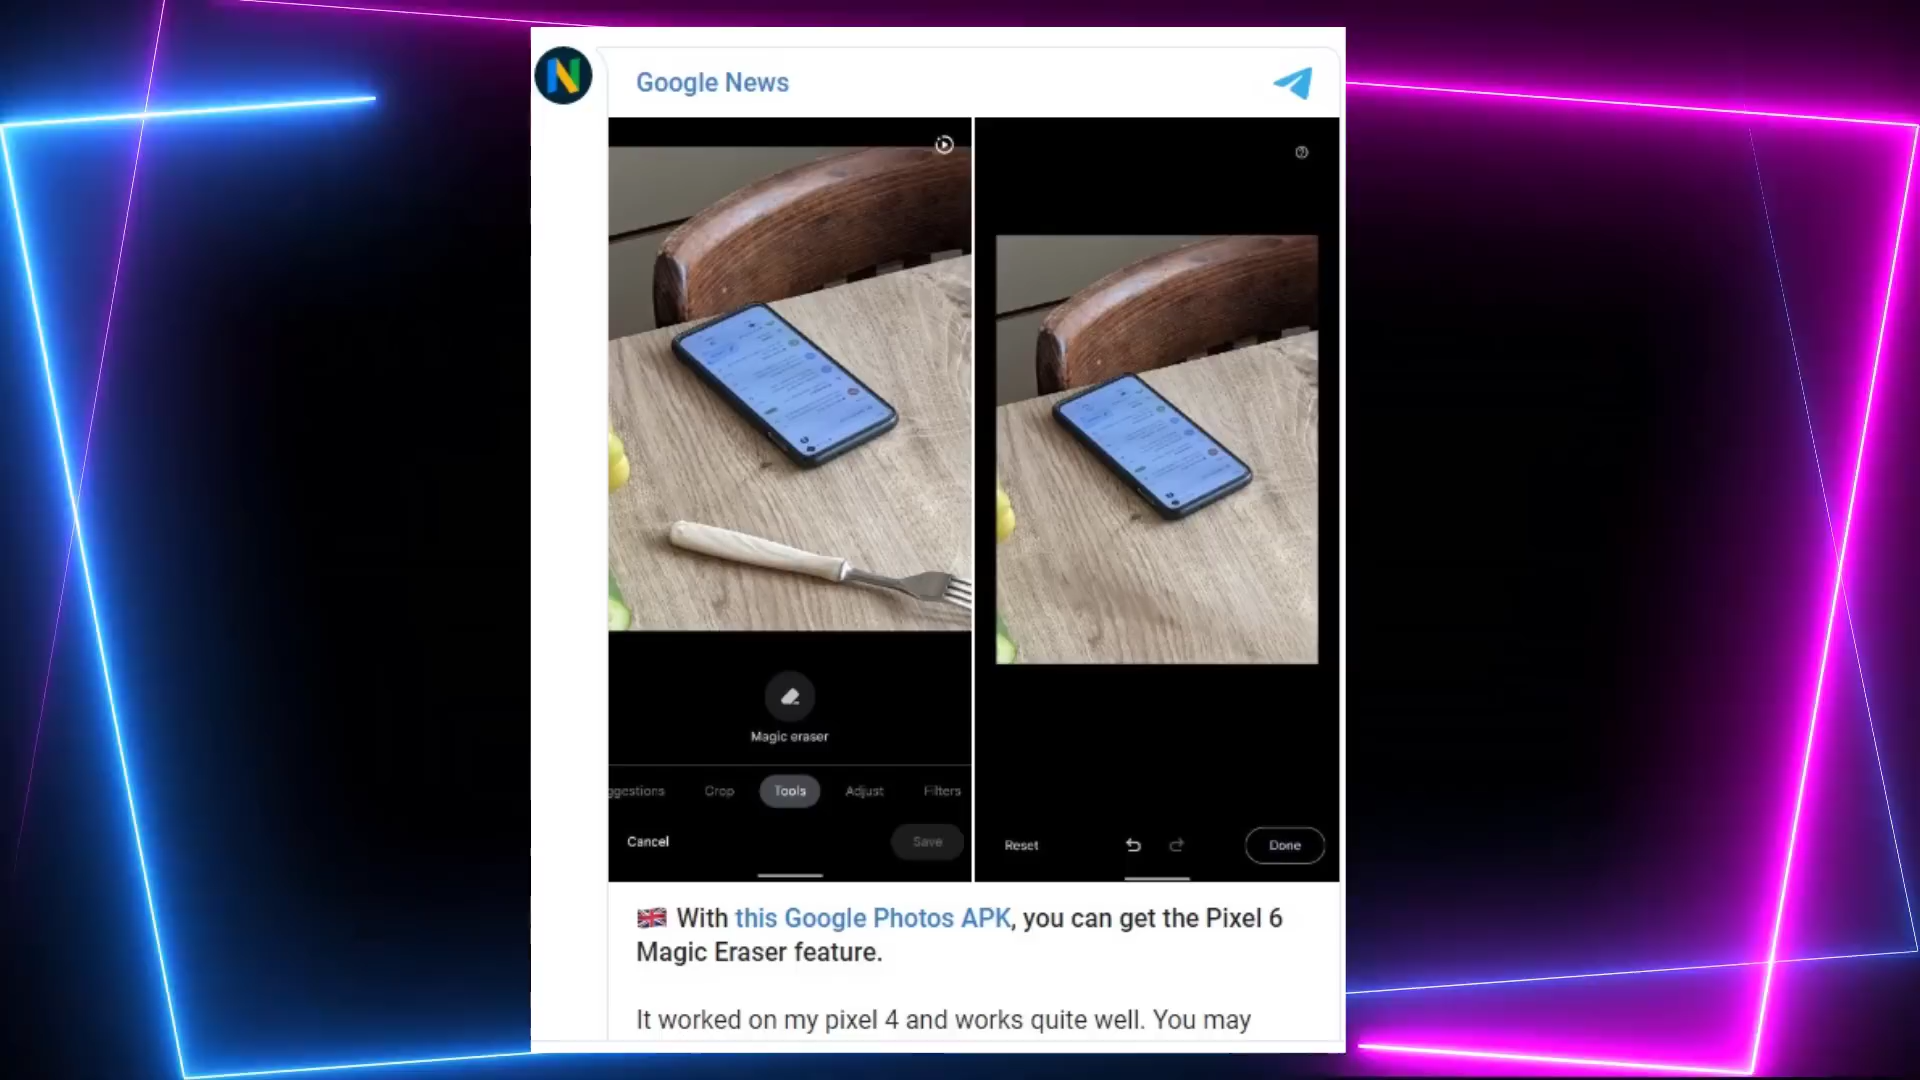 Google News
Magic eraser
ggestions Crop Tools Adjust Filters
Cancel Save
Reset Done
🇬🇧 With this Google Photos APK, you can get the Pixel 6
Magic Eraser feature.
It worked on my pixel 4 and works quite well. You may